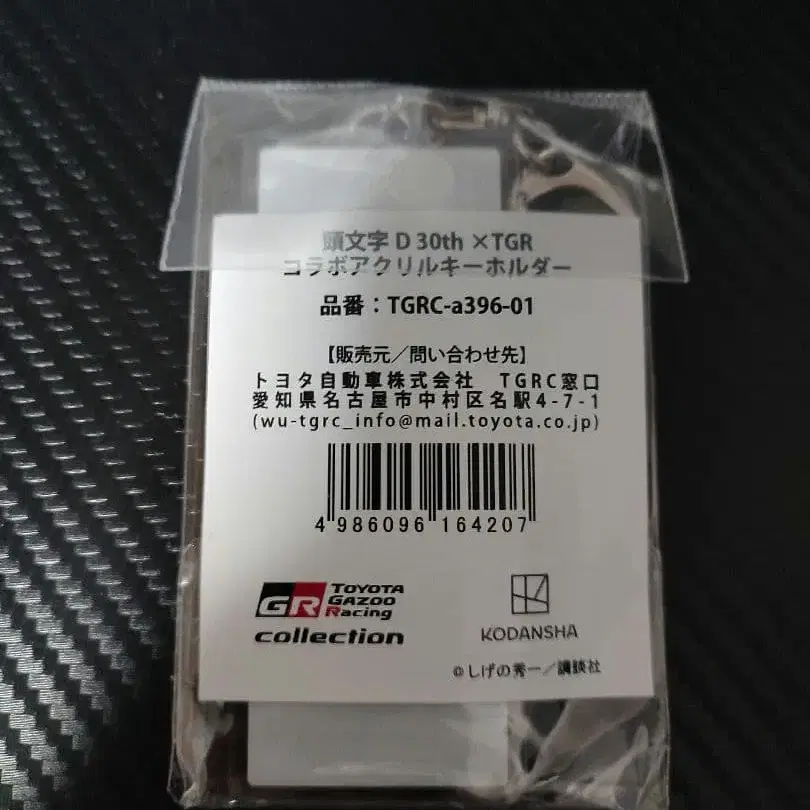 頭文字 D 30th ×TGR
コラボアクリルキーホルダー
品番：TGRC-a396-01
【販売元／問い合わせ先】
トヨタ自動車株式会社　TGRC窓口
愛知県名古屋市中村区名駅4-7-1
(wu-tgrc_info@mail.toyota.co.jp)
4 986096 164207
GR TOYOTA
GAZOO
Racing
collection
KODANSHA
©しげの秀一／講談社